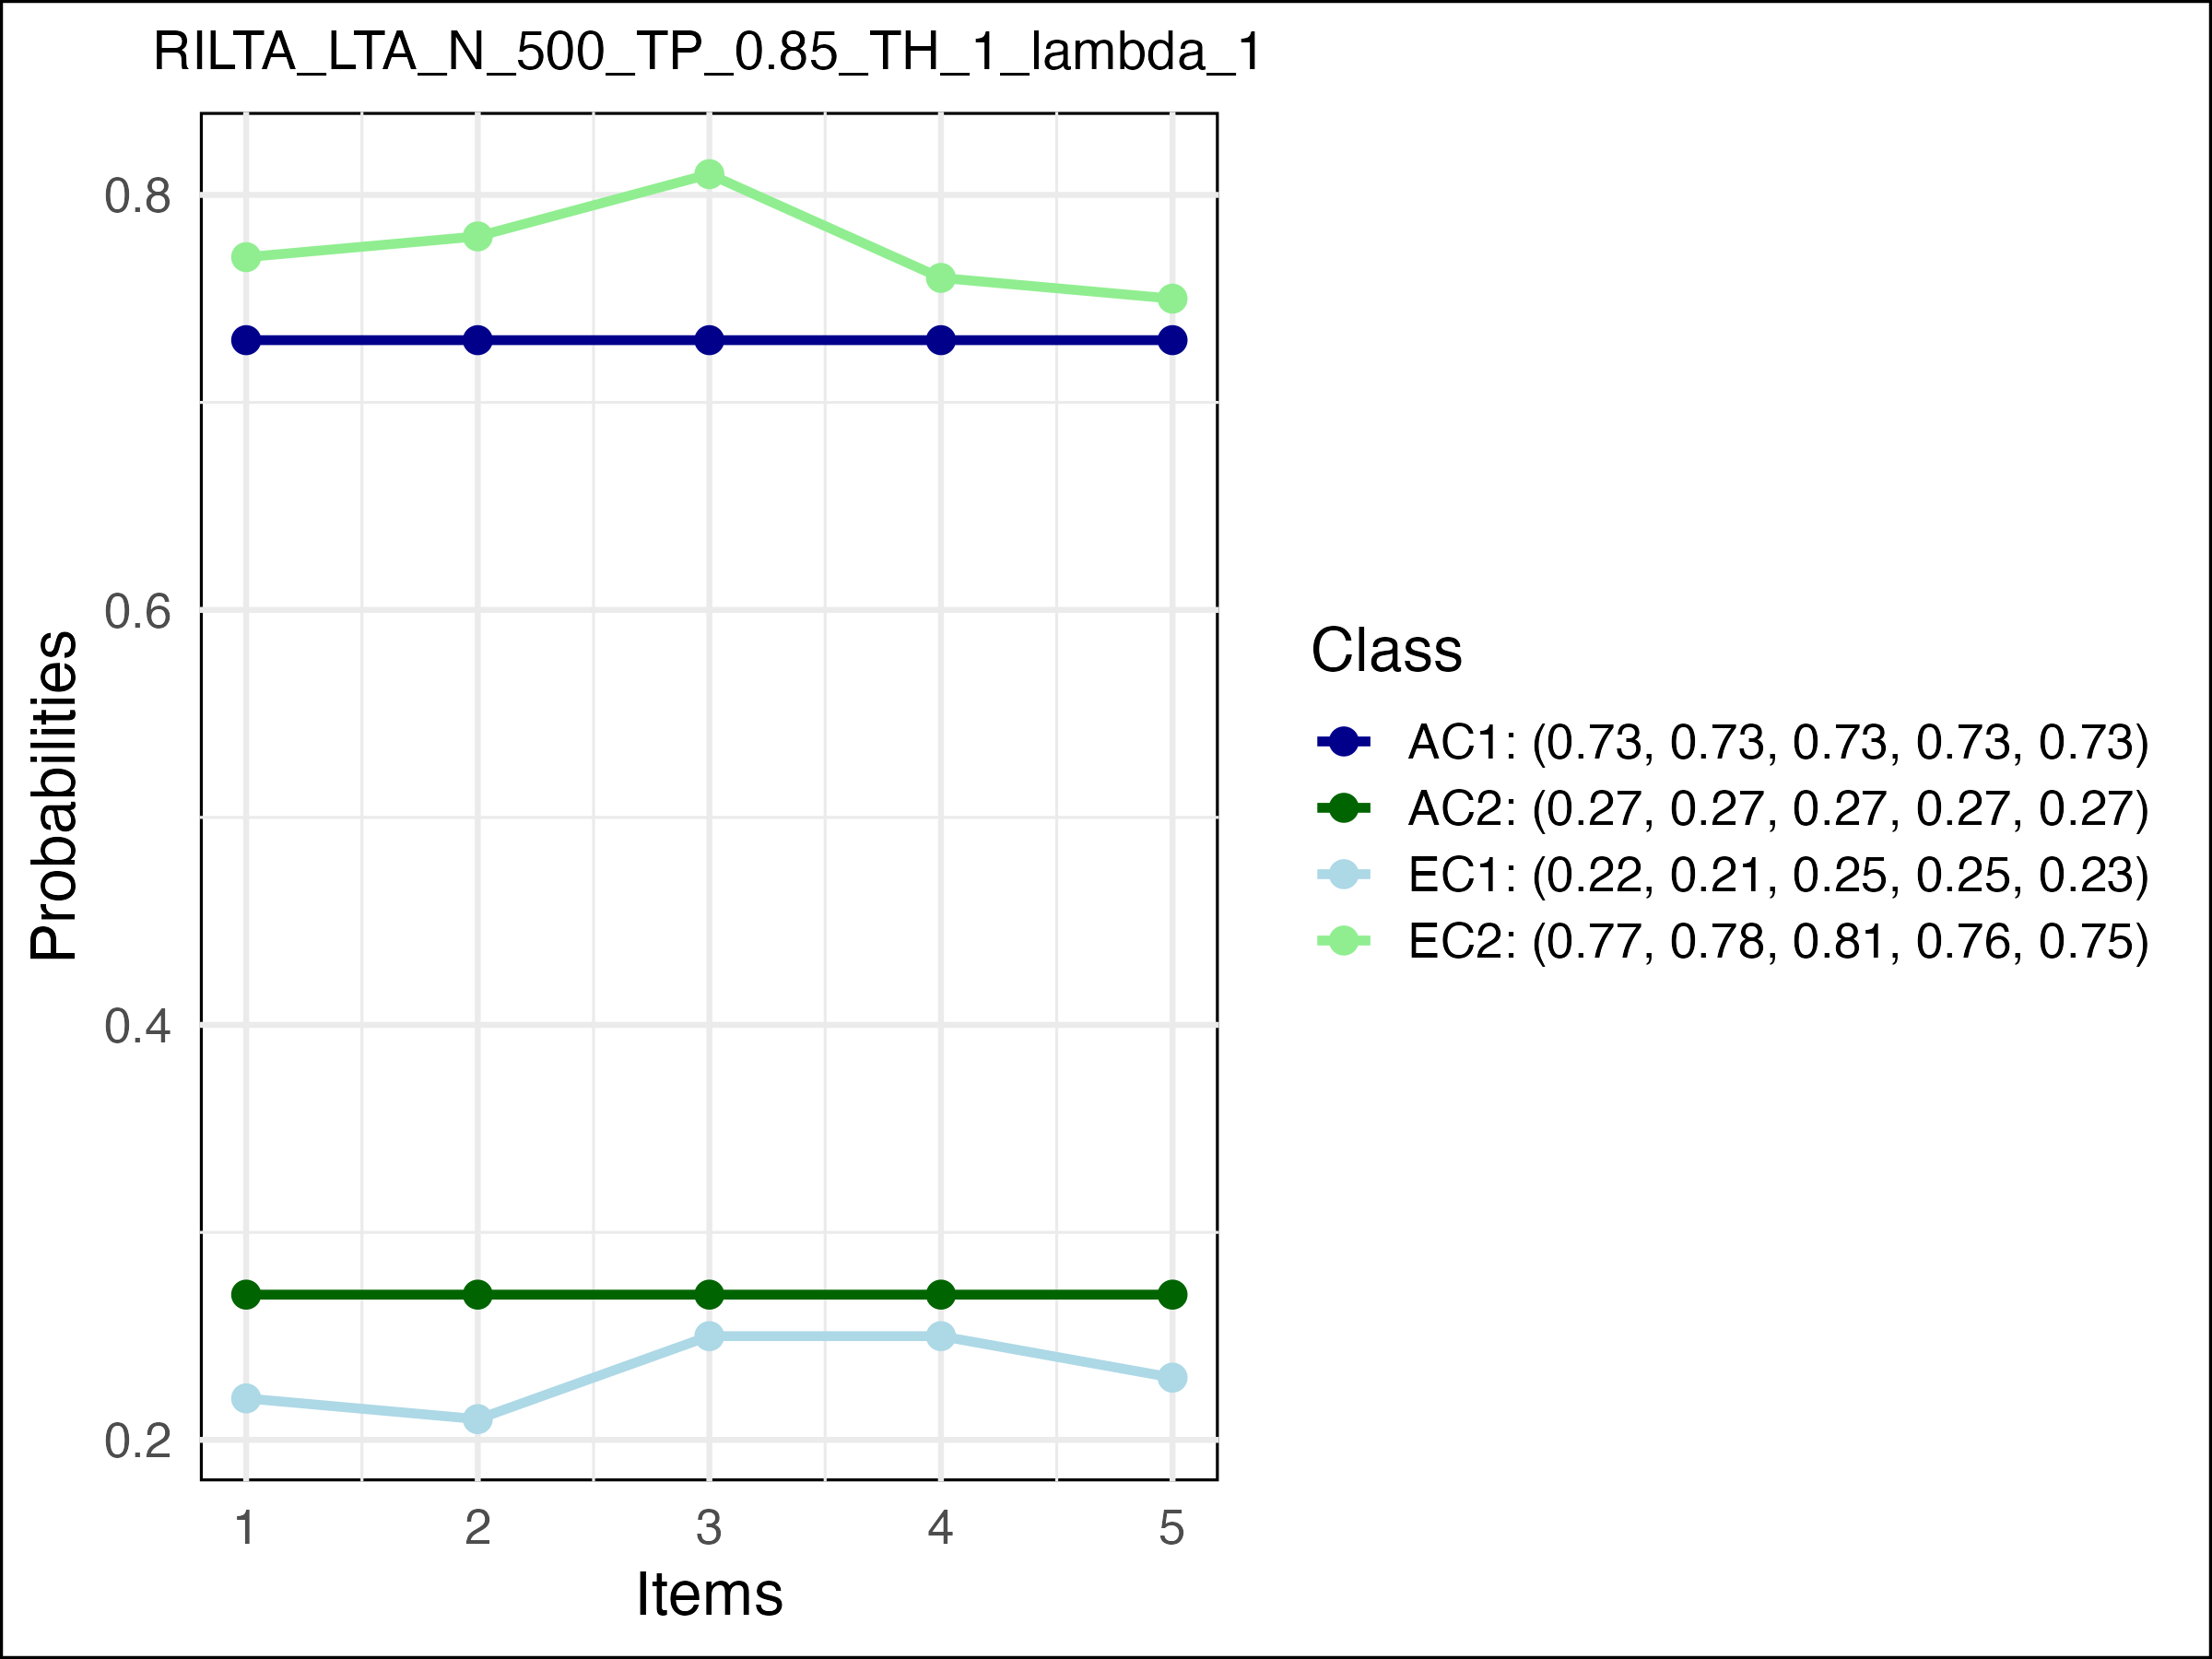 RILTA_LTA_N_500_TP_0.85_TH_1_lambda_1
0.8
0.6
0.4
0.2
Probabilities
1 2 3 4 5
Items
Class
AC1: (0.73, 0.73, 0.73, 0.73, 0.73)
AC2: (0.27, 0.27, 0.27, 0.27, 0.27)
EC1: (0.22, 0.21, 0.25, 0.25, 0.23)
EC2: (0.77, 0.78, 0.81, 0.76, 0.75)